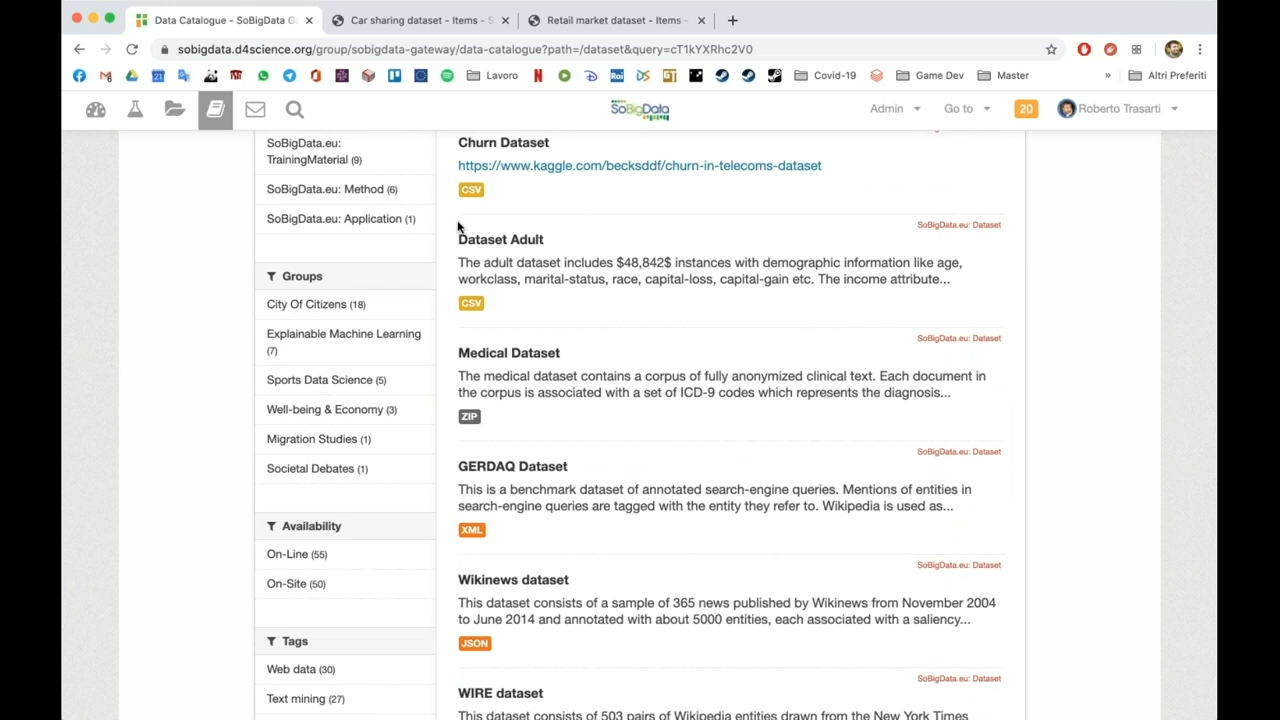 Data Catalogue - SoBigData G
Car sharing dataset - Items - S
Retail market dataset - Items -
sobigdata.d4science.org/group/sobigdata-gateway/data-catalogue?path=/dataset&query=cT1kYXRhc2V0
Lavoro
Covid-19
Game Dev
Master
»
Altri Preferiti
SoBigData
Admin
Go to
20
Roberto Trasarti
SoBigData.eu:
TrainingMaterial (9)
SoBigData.eu: Method (6)
SoBigData.eu: Application (1)
Groups
City Of Citizens (18)
Explainable Machine Learning
(7)
Sports Data Science (5)
Well-being & Economy (3)
Migration Studies (1)
Societal Debates (1)
Availability
On-Line (55)
On-Site (50)
Tags
Web data (30)
Text mining (27)
Churn Dataset
https://www.kaggle.com/becksddf/churn-in-telecoms-dataset
CSV
SoBigData.eu: Dataset
Dataset Adult
The adult dataset includes $48,842$ instances with demographic information like age,
workclass, marital-status, race, capital-loss, capital-gain etc. The income attribute...
CSV
SoBigData.eu: Dataset
Medical Dataset
The medical dataset contains a corpus of fully anonymized clinical text. Each document in
the corpus is associated with a set of ICD-9 codes which represents the diagnosis...
ZIP
SoBigData.eu: Dataset
GERDAQ Dataset
This is a benchmark dataset of annotated search-engine queries. Mentions of entities in
search-engine queries are tagged with the entity they refer to. Wikipedia is used as...
XML
SoBigData.eu: Dataset
Wikinews dataset
This dataset consists of a sample of 365 news published by Wikinews from November 2004
to June 2014 and annotated with about 5000 entities, each associated with a saliency...
JSON
SoBigData.eu: Dataset
WIRE dataset
This dataset consists of 503 pairs of Wikipedia entities drawn from the New York Times